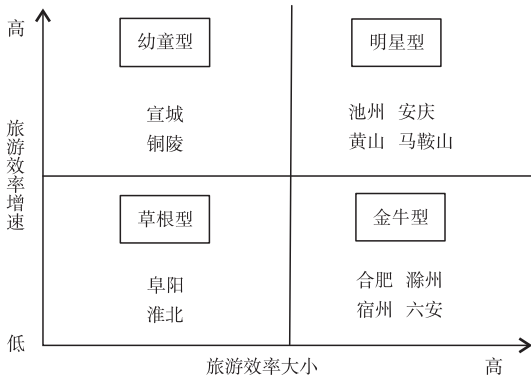 高
幼童型
明星型
宣城
铜陵
池州 安庆
黄山 马鞍山
旅游效率增速
草根型
金牛型
阜阳
淮北
合肥 滁州
宿州 六安
低
旅游效率大小
高